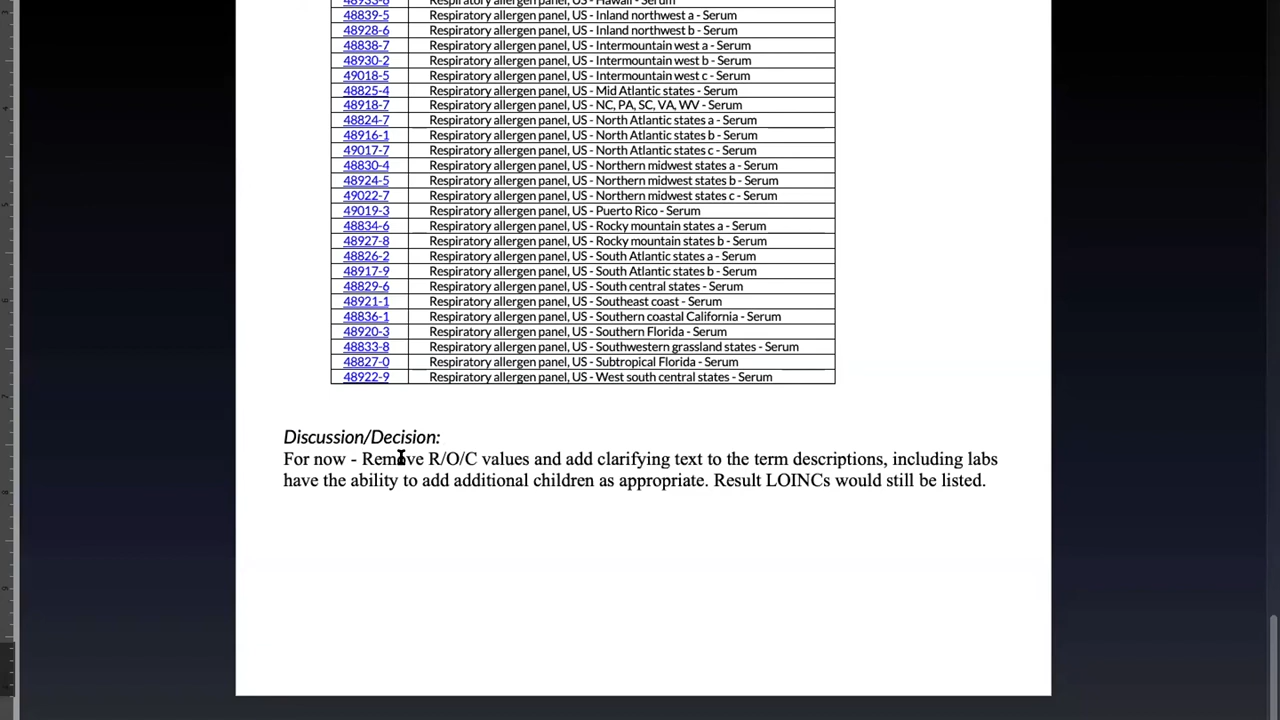 48933-8 Respiratory allergen panel, US - Hawaii - Serum
48839-5 Respiratory allergen panel, US - Inland northwest a - Serum
48928-6 Respiratory allergen panel, US - Inland northwest b - Serum
48838-7 Respiratory allergen panel, US - Intermountain west a - Serum
48930-2 Respiratory allergen panel, US - Intermountain west b - Serum
49018-5 Respiratory allergen panel, US - Intermountain west c - Serum
48825-4 Respiratory allergen panel, US - Mid Atlantic states - Serum
48918-7 Respiratory allergen panel, US - NC, PA, SC, VA, WV - Serum
48824-7 Respiratory allergen panel, US - North Atlantic states a - Serum
48916-1 Respiratory allergen panel, US - North Atlantic states b - Serum
49017-7 Respiratory allergen panel, US - North Atlantic states c - Serum
48830-4 Respiratory allergen panel, US - Northern midwest states a - Serum
48924-5 Respiratory allergen panel, US - Northern midwest states b - Serum
49022-7 Respiratory allergen panel, US - Northern midwest states c - Serum
49019-3 Respiratory allergen panel, US - Puerto Rico - Serum
48834-6 Respiratory allergen panel, US - Rocky mountain states a - Serum
48927-8 Respiratory allergen panel, US - Rocky mountain states b - Serum
48826-2 Respiratory allergen panel, US - South Atlantic states a - Serum
48917-9 Respiratory allergen panel, US - South Atlantic states b - Serum
48829-6 Respiratory allergen panel, US - South central states - Serum
48921-1 Respiratory allergen panel, US - Southeast coast - Serum
48836-1 Respiratory allergen panel, US - Southern coastal California - Serum
48920-3 Respiratory allergen panel, US - Southern Florida - Serum
48833-8 Respiratory allergen panel, US - Southwestern grassland states - Serum
48827-0 Respiratory allergen panel, US - Subtropical Florida - Serum
48922-9 Respiratory allergen panel, US - West south central states - Serum
Discussion/Decision:
For now - Remove R/O/C values and add clarifying text to the term descriptions, including labs
have the ability to add additional children as appropriate. Result LOINCs would still be listed.